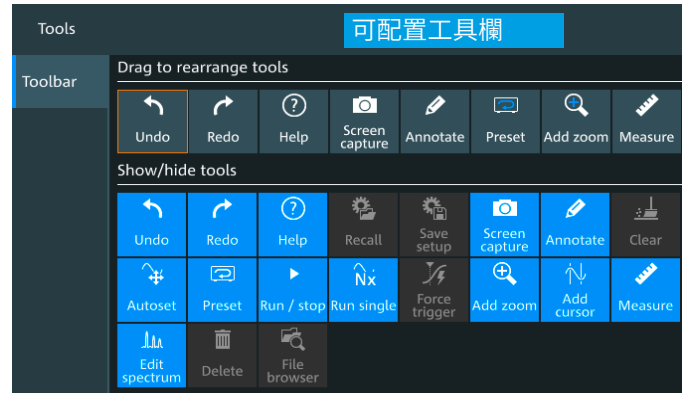 Tools
可配置工具欄
Toolbar
Drag to rearrange tools
Undo
Redo
Help
Screen
capture
Annotate
Preset
Add zoom
Measure
Show/hide tools
Undo
Redo
Help
Recall
Save
setup
Screen
capture
Annotate
Clear
Autoset
Preset
Run / stop
Nx
Run single
Force
trigger
Add zoom
Add
cursor
Measure
Edit
spectrum
Delete
File
browser